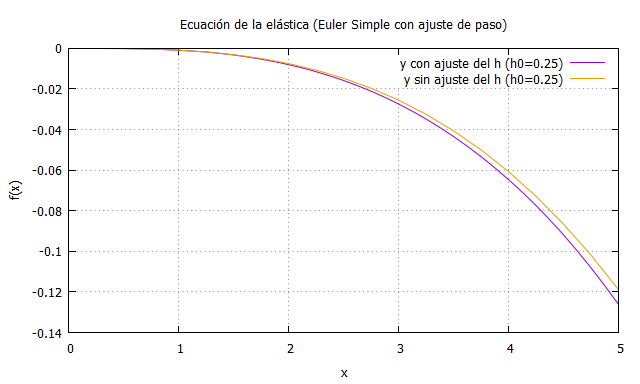 Ecuación de la elástica (Euler Simple con ajuste de paso)
y con ajuste del h (h0=0.25)
y sin ajuste del h (h0=0.25)
0
-0.02
-0.04
-0.06
-0.08
-0.1
-0.12
-0.14
f(x)
0 1 2 3 4 5
x